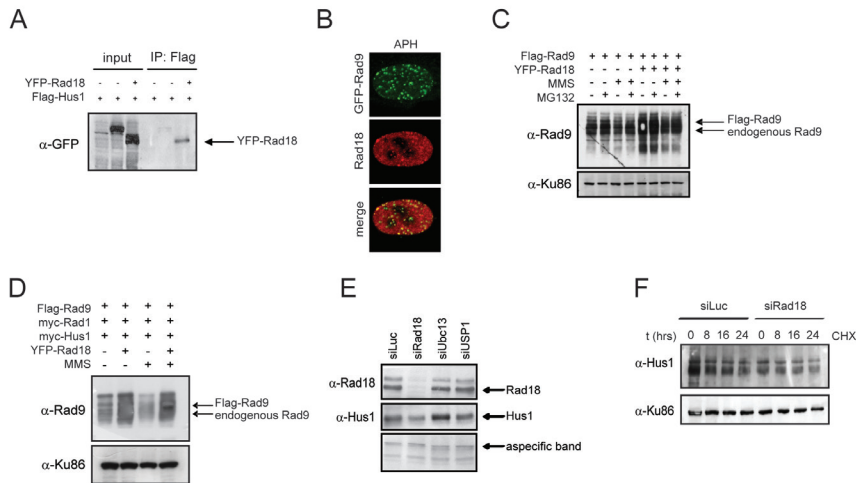 A
input IP: Flag
YFP-Rad18 - - + - - +
Flag-Hus1 + + + + + +
α-GFP
YFP-Rad18
B
APH
GFP-Rad9
Rad18
merge
C
Flag-Rad9 + + + + + + + +
YFP-Rad18 - - - - + + + +
MMS - - + + - - + +
MG132 - + - + - + - +
α-Rad9
Flag-Rad9
endogenous Rad9
α-Ku86
D
Flag-Rad9 + + + +
myc-Rad1 + + + +
myc-Hus1 + + + +
YFP-Rad18 - + - +
MMS - - + +
α-Rad9
Flag-Rad9
endogenous Rad9
α-Ku86
E
siLuc siRad18 siUbc13 siUSP1
α-Rad18
Rad18
α-Hus1
Hus1
aspecific band
F
siLuc siRad18
t (hrs) 0 8 16 24 0 8 16 24 CHX
α-Hus1
α-Ku86